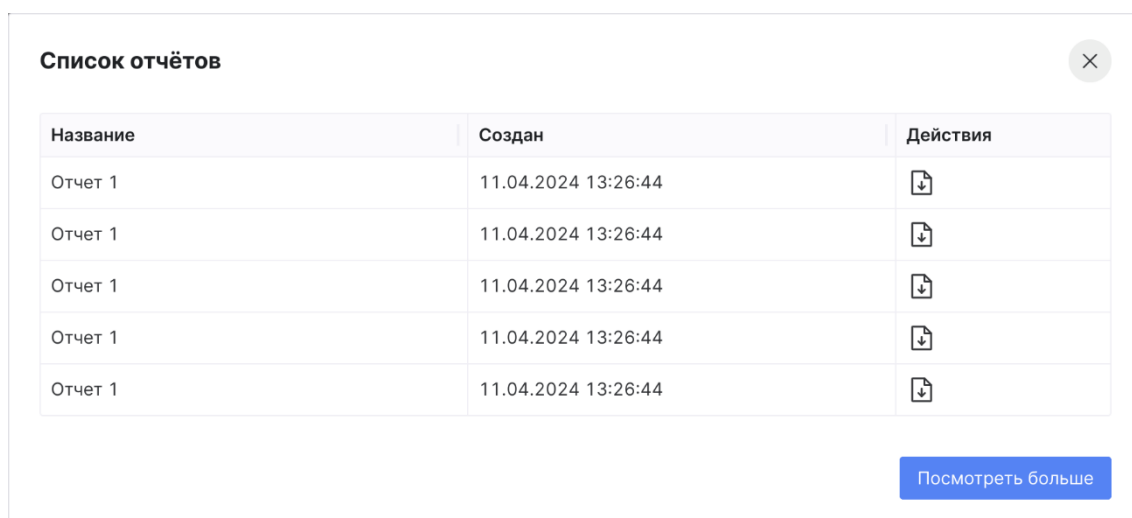 Список отчётов
Название Создан Действия
Отчет 1 11.04.2024 13:26:44
Отчет 1 11.04.2024 13:26:44
Отчет 1 11.04.2024 13:26:44
Отчет 1 11.04.2024 13:26:44
Отчет 1 11.04.2024 13:26:44
Посмотреть больше